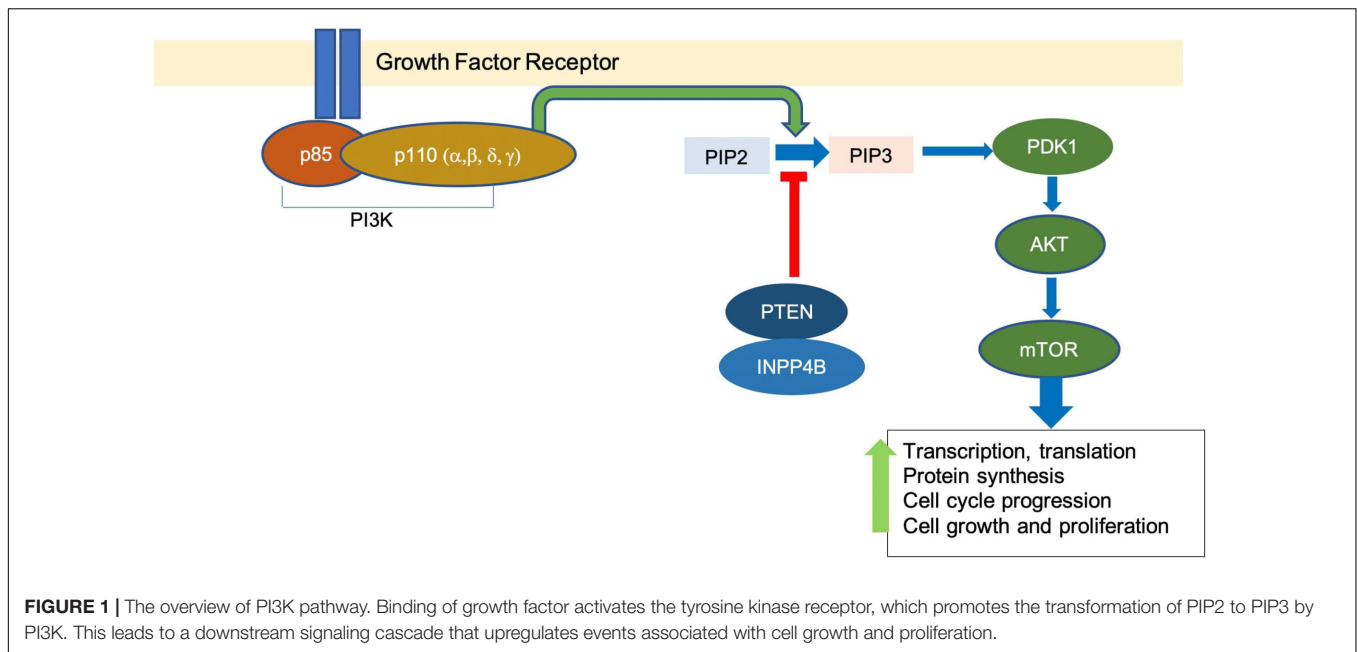 Growth Factor Receptor
p85
p110 (α,β, δ, γ)
PI3K
PIP2
PIP3
PDK1
AKT
mTOR
PTEN
INPP4B
Transcription, translation
Protein synthesis
Cell cycle progression
Cell growth and proliferation
FIGURE 1 | The overview of PI3K pathway. Binding of growth factor activates the tyrosine kinase receptor, which promotes the transformation of PIP2 to PIP3 by
PI3K. This leads to a downstream signaling cascade that upregulates events associated with cell growth and proliferation.